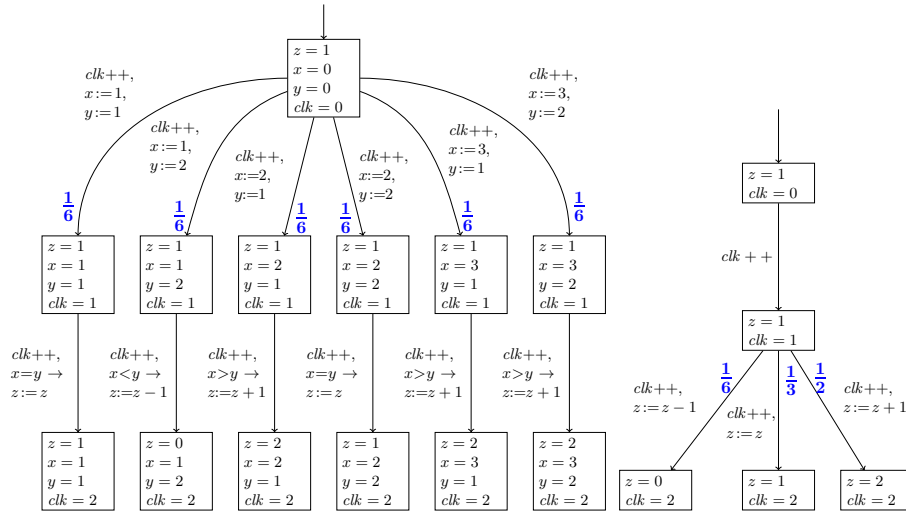 z = 1
x = 0
y = 0
clk = 0
clk++,
x:=1,
y:=1
clk++,
x:=1,
y:=2
clk++,
x:=2,
y:=1
clk++,
x:=2,
y:=2
clk++,
x:=3,
y:=1
clk++,
x:=3,
y:=2
1/6
1/6
1/6
1/6
1/6
1/6
z = 1
x = 1
y = 1
clk = 1
z = 1
x = 1
y = 2
clk = 1
z = 1
x = 2
y = 1
clk = 1
z = 1
x = 2
y = 2
clk = 1
z = 1
x = 3
y = 1
clk = 1
z = 1
x = 3
y = 2
clk = 1
clk++,
x=y →
z:=z
clk++,
x<y →
z:=z − 1
clk++,
x>y →
z:=z + 1
clk++,
x=y →
z:=z
clk++,
x>y →
z:=z + 1
clk++,
x>y →
z:=z + 1
z = 1
x = 1
y = 1
clk = 2
z = 0
x = 1
y = 2
clk = 2
z = 2
x = 2
y = 1
clk = 2
z = 1
x = 2
y = 2
clk = 2
z = 2
x = 3
y = 1
clk = 2
z = 2
x = 3
y = 2
clk = 2
z = 1
clk = 0
clk ++
z = 1
clk = 1
1/6
1/3
1/2
clk++,
z:=z − 1
clk++,
z:=z
clk++,
z:=z + 1
z = 0
clk = 2
z = 1
clk = 2
z = 2
clk = 2